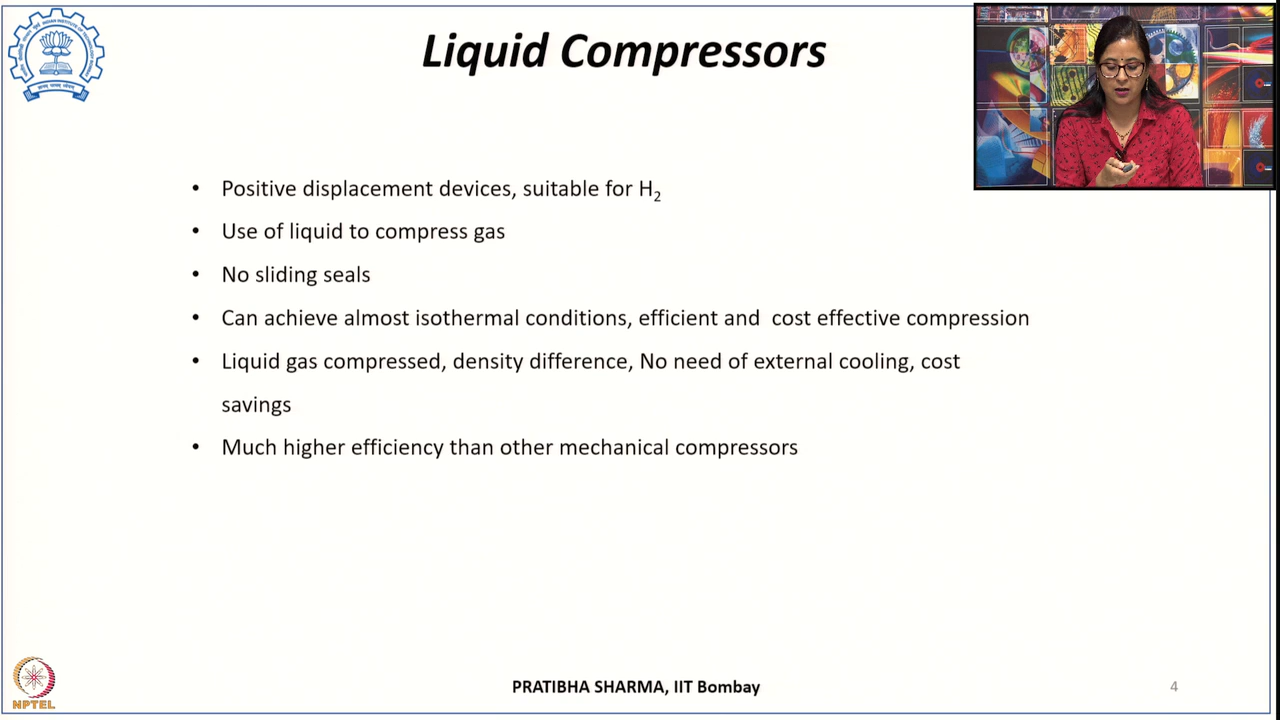 Liquid Compressors
• Positive displacement devices, suitable for H₂
• Use of liquid to compress gas
• No sliding seals
• Can achieve almost isothermal conditions, efficient and cost effective compression
• Liquid gas compressed, density difference, No need of external cooling, cost
savings
• Much higher efficiency than other mechanical compressors
NPTEL
PRATIBHA SHARMA, IIT Bombay
4